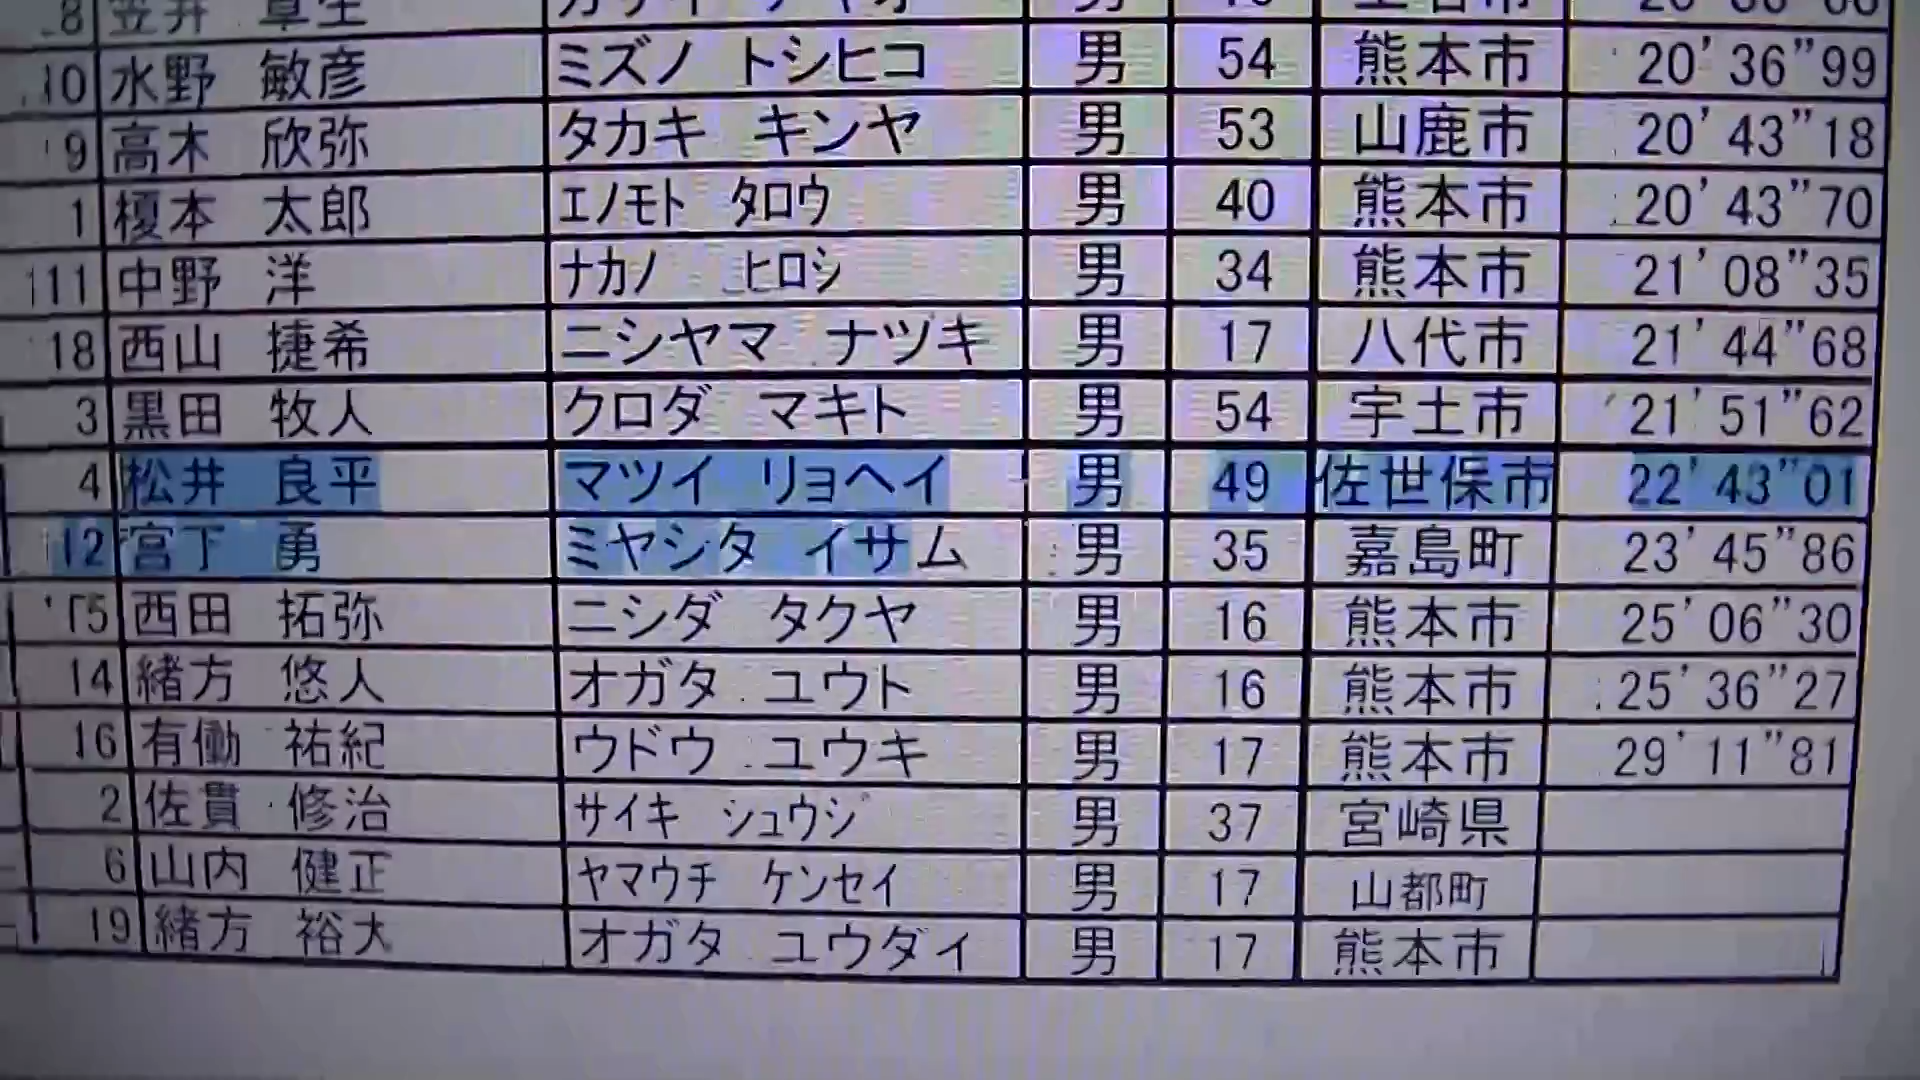 10 水野 敏彦 ミズノ トシヒコ 男 54 熊本市 20'36"99
9 高木 欣弥 タカキ キンヤ 男 53 山鹿市 20'43"18
1 榎本 太郎 エノモト タロウ 男 40 熊本市 20'43"70
111 中野 洋 ナカノ ヒロシ 男 34 熊本市 21'08"35
18 西山 捷希 ニシヤマ ナツキ 男 17 八代市 21'44"68
3 黒田 牧人 クロダ マキト 男 54 宇土市 21'51"62
4 松井 良平 マツイ リョヘイ 男 49 佐世保市 22'43"01
12 宮下 勇 ミヤシタ イサム 男 35 嘉島町 23'45"86
15 西田 拓弥 ニシダ タクヤ 男 16 熊本市 25'06"30
14 緒方 悠人 オガタ ユウト 男 16 熊本市 25'36"27
16 有働 祐紀 ウドウ ユウキ 男 17 熊本市 29'11"81
2 佐貫 修治 サイキ シュウジ 男 37 宮崎県
6 山内 健正 ヤマウチ ケンセイ 男 17 山都町
19 緒方 裕大 オガタ ユウダイ 男 17 熊本市